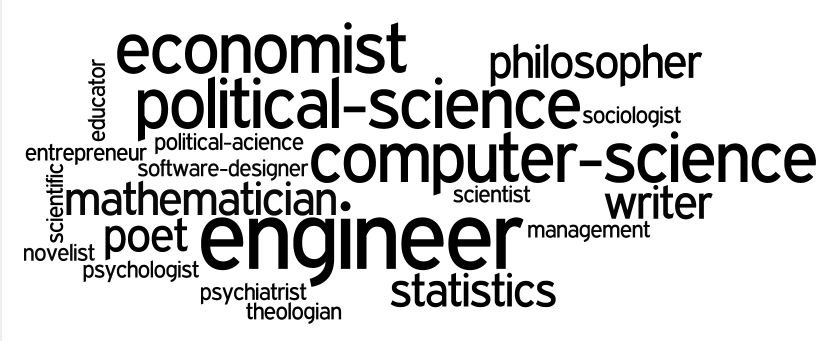 economist
philosopher
educator
political-science
sociologist
political-acience
entrepreneur
software-designer
computer-science
scientific
mathematician
scientist
writer
poet
engineer
management
novelist
psychologist
psychiatrist
statistics
theologian